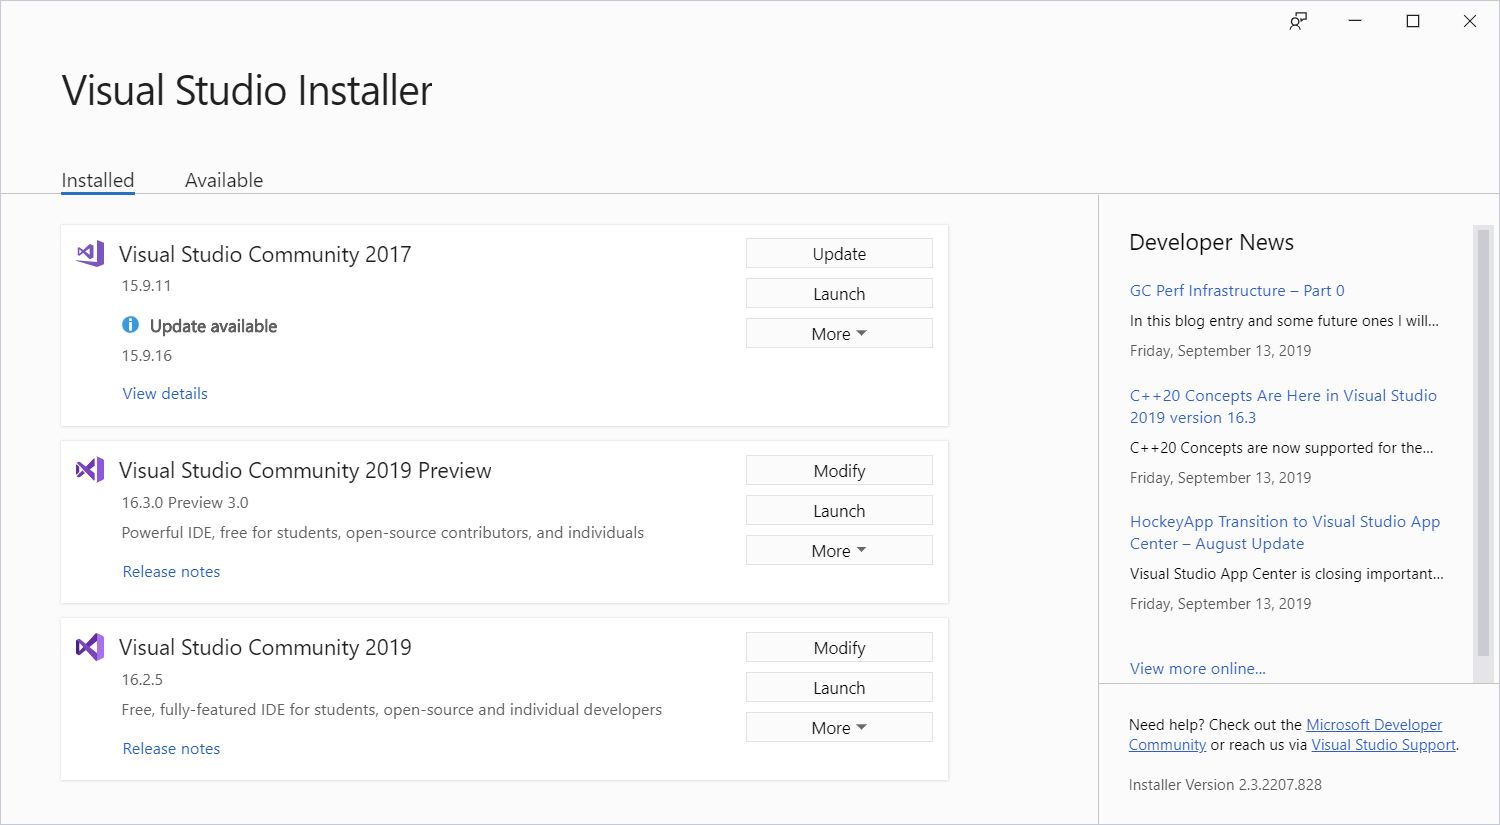 Visual Studio Installer
Installed
Available
Visual Studio Community 2017
15.9.11
Update available
15.9.16
View details
Update
Launch
More
Visual Studio Community 2019 Preview
16.3.0 Preview 3.0
Powerful IDE, free for students, open-source contributors, and individuals
Release notes
Modify
Launch
More
Visual Studio Community 2019
16.2.5
Free, fully-featured IDE for students, open-source and individual developers
Release notes
Modify
Launch
More
Developer News
GC Perf Infrastructure – Part 0
In this blog entry and some future ones I will...
Friday, September 13, 2019
C++20 Concepts Are Here in Visual Studio
2019 version 16.3
C++20 Concepts are now supported for the...
Friday, September 13, 2019
HockeyApp Transition to Visual Studio App
Center – August Update
Visual Studio App Center is closing important...
Friday, September 13, 2019
View more online...
Need help? Check out the Microsoft Developer
Community or reach us via Visual Studio Support.
Installer Version 2.3.2207.828